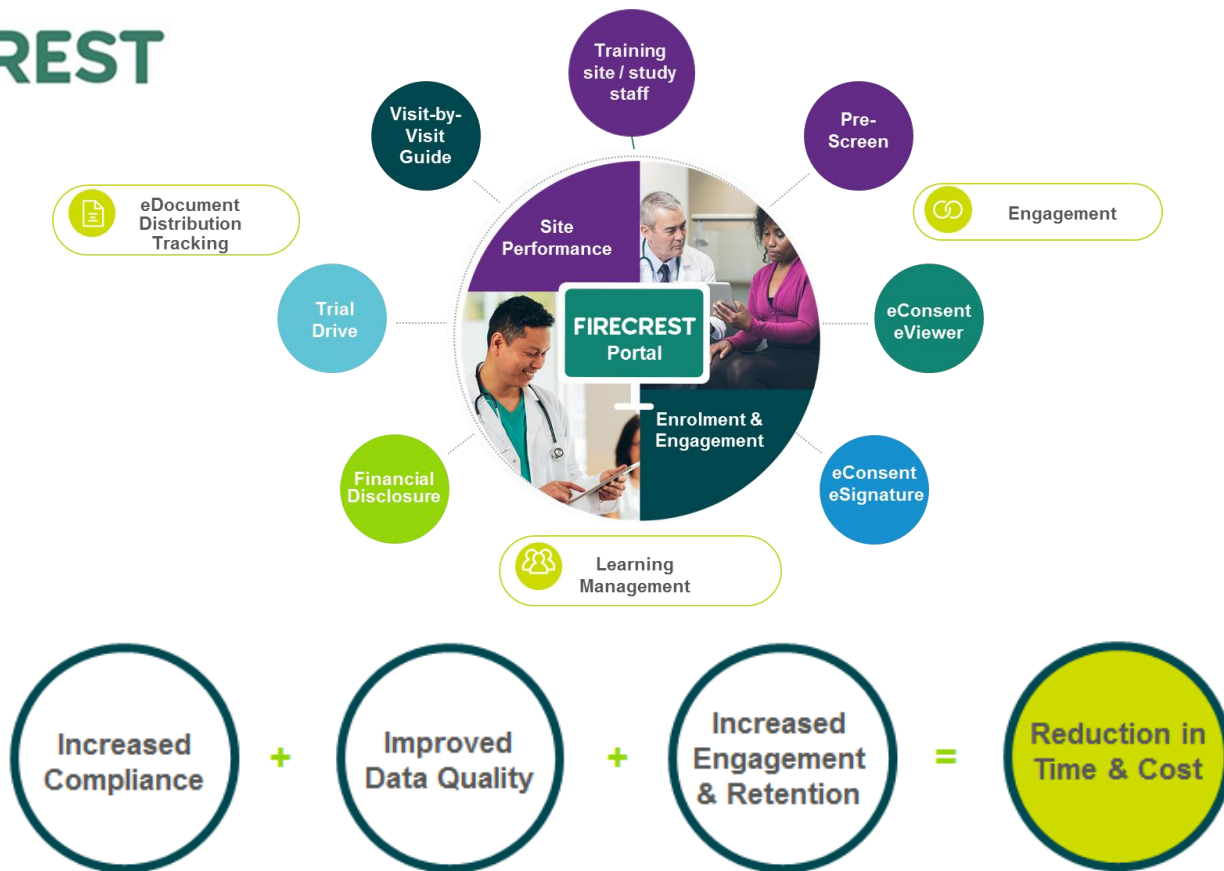 REST
Training
site / study
staff
Visit-by-
Visit
Guide
Pre-
Screen
eDocument
Distribution
Tracking
Engagement
Site
Performance
Trial
Drive
FIRECREST
Portal
eConsent
eViewer
Enrolment &
Engagement
Financial
Disclosure
eConsent
eSignature
Learning
Management
Increased
Compliance
+
Improved
Data Quality
+
Increased
Engagement
& Retention
=
Reduction in
Time & Cost